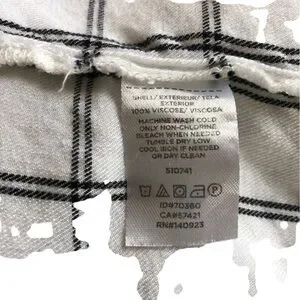 SHELL/ EXTERIEUR/ TELA
EXTERIOR
100% VISCOSE/ VISCOSA
MACHINE WASH COLD
ONLY NON-CHLORINE
BLEACH WHEN NEEDED
TUMBLE DRY LOW
COOL IRON IF NEEDED
OR DRY CLEAN
510741
ID#70360
CA#57421
RN#140923